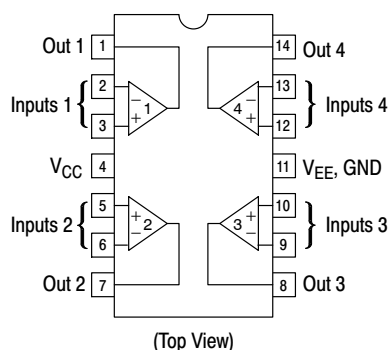 Out 1 1 14 Out 4
Inputs 1 { 2 − 1 − 13 } Inputs 4
3 + 4 + 12
VCC 4 11 VEE, GND
Inputs 2 { 5 + 2 + 10 } Inputs 3
6 − 3 − 9
Out 2 7 8 Out 3
(Top View)